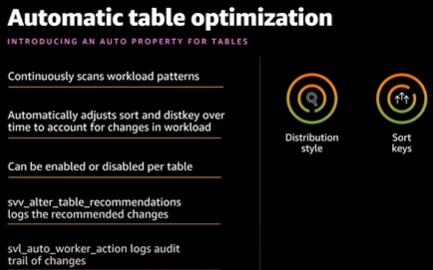 Automatic table optimization
INTRODUCING AN AUTO PROPERTY FOR TABLES
Continuously scans workload patterns
Automatically adjusts sort and distkey over
time to account for changes in workload
Can be enabled or disabled per table
svv_alter_table_recommendations
logs the recommended changes
svl_auto_worker_action logs audit
trail of changes
Distribution
style
Sort
keys